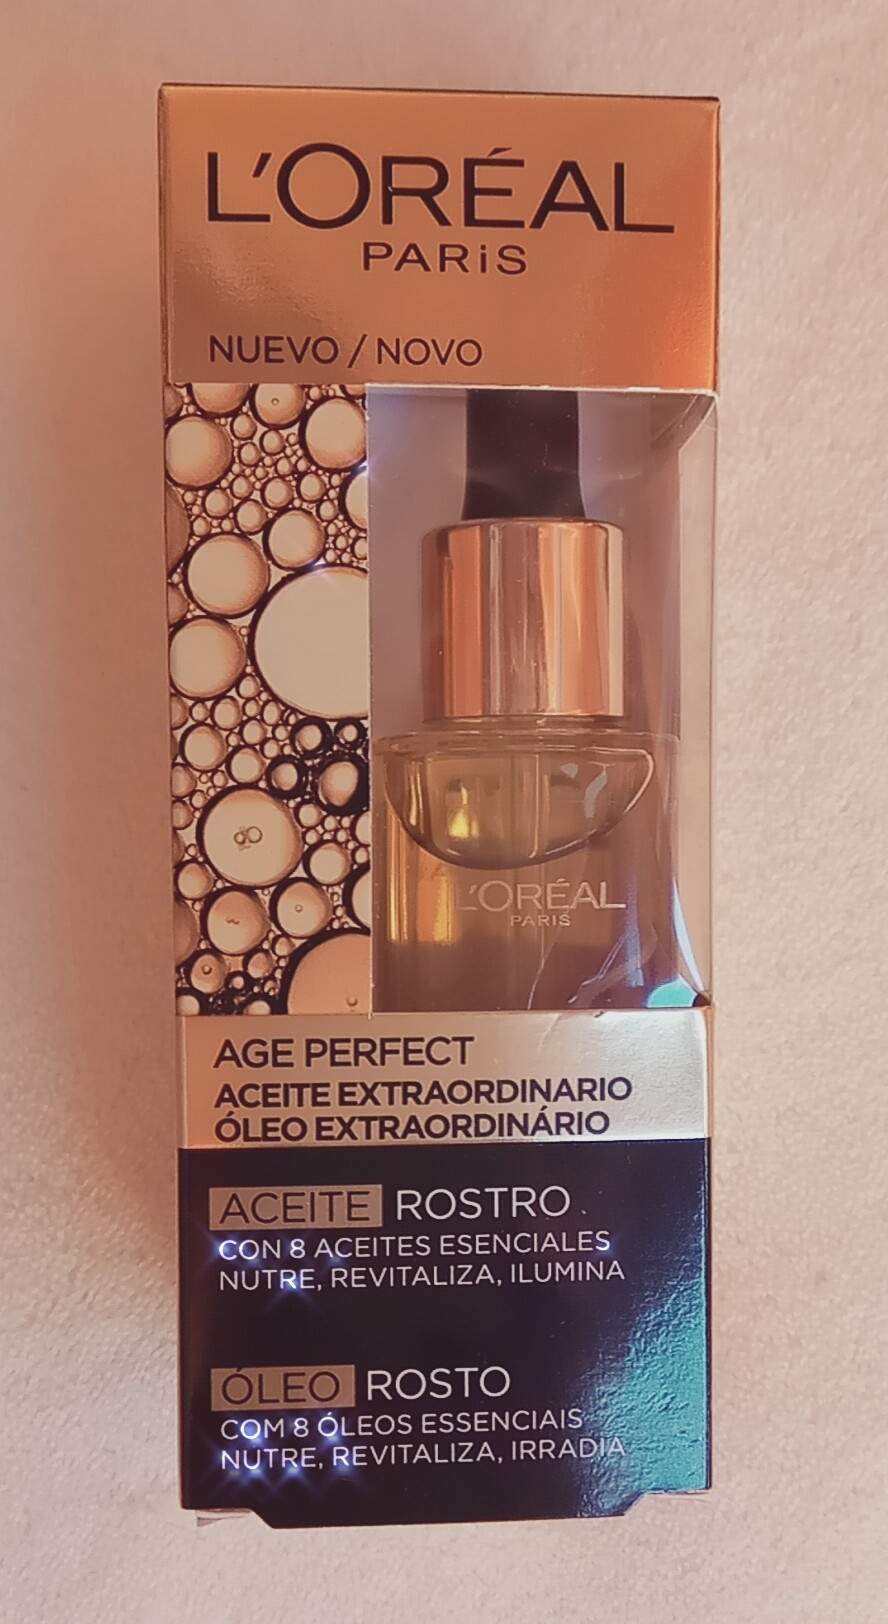 L'ORÉAL
PARiS
NUEVO / NOVO
L'ORÉAL
PARIS
AGE PERFECT
ACEITE EXTRAORDINARIO
ÓLEO EXTRAORDINÁRIO
ACEITE ROSTRO
CON 8 ACEITES ESENCIALES
NUTRE, REVITALIZA, ILUMINA
ÓLEO ROSTO
COM 8 ÓLEOS ESSENCIAIS
NUTRE, REVITALIZA, IRRADIA